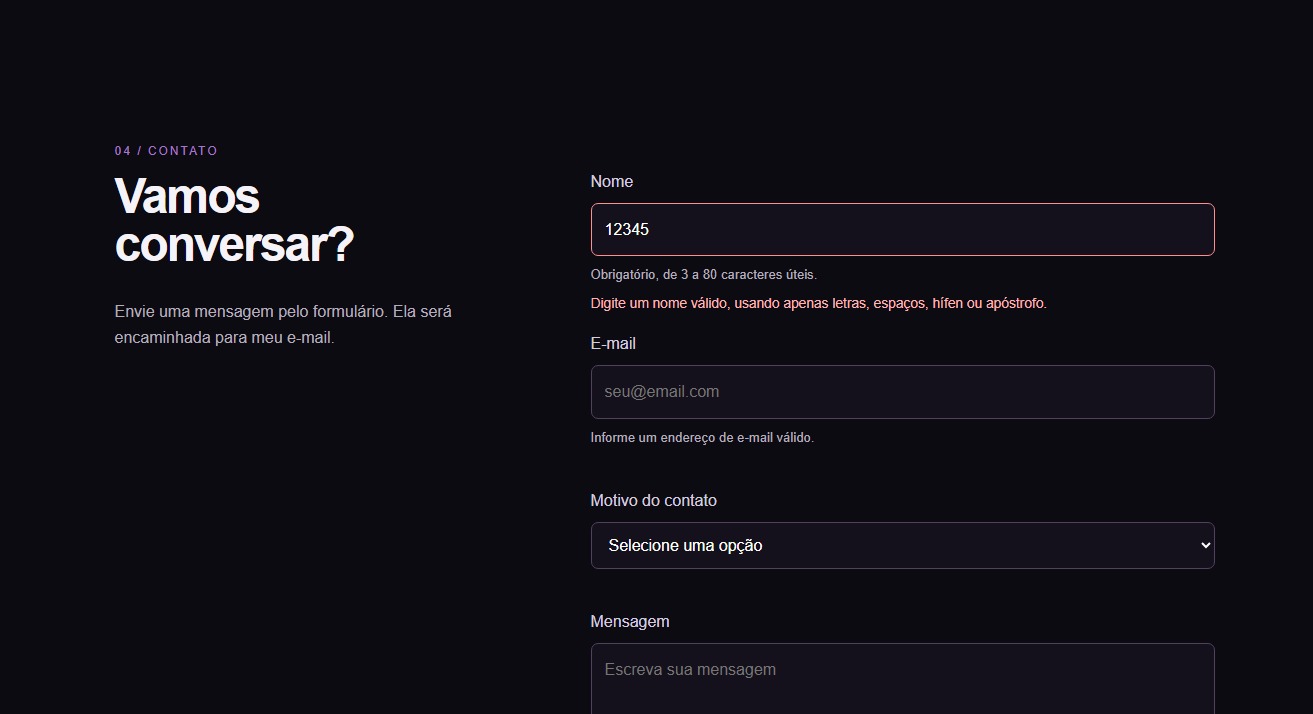 04 / CONTATO
Vamos
conversar?
Envie uma mensagem pelo formulário. Ela será
encaminhada para meu e-mail.
Nome
12345
Obrigatório, de 3 a 80 caracteres úteis.
Digite um nome válido, usando apenas letras, espaços, hífen ou apóstrofo.
E-mail
seu@email.com
Informe um endereço de e-mail válido.
Motivo do contato
Selecione uma opção
Mensagem
Escreva sua mensagem